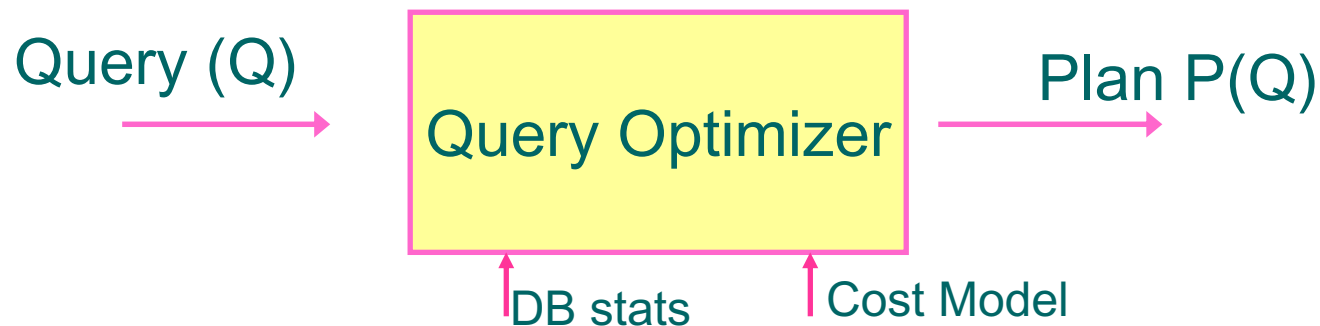 Query (Q)
Query Optimizer
Plan P(Q)
DB stats
Cost Model